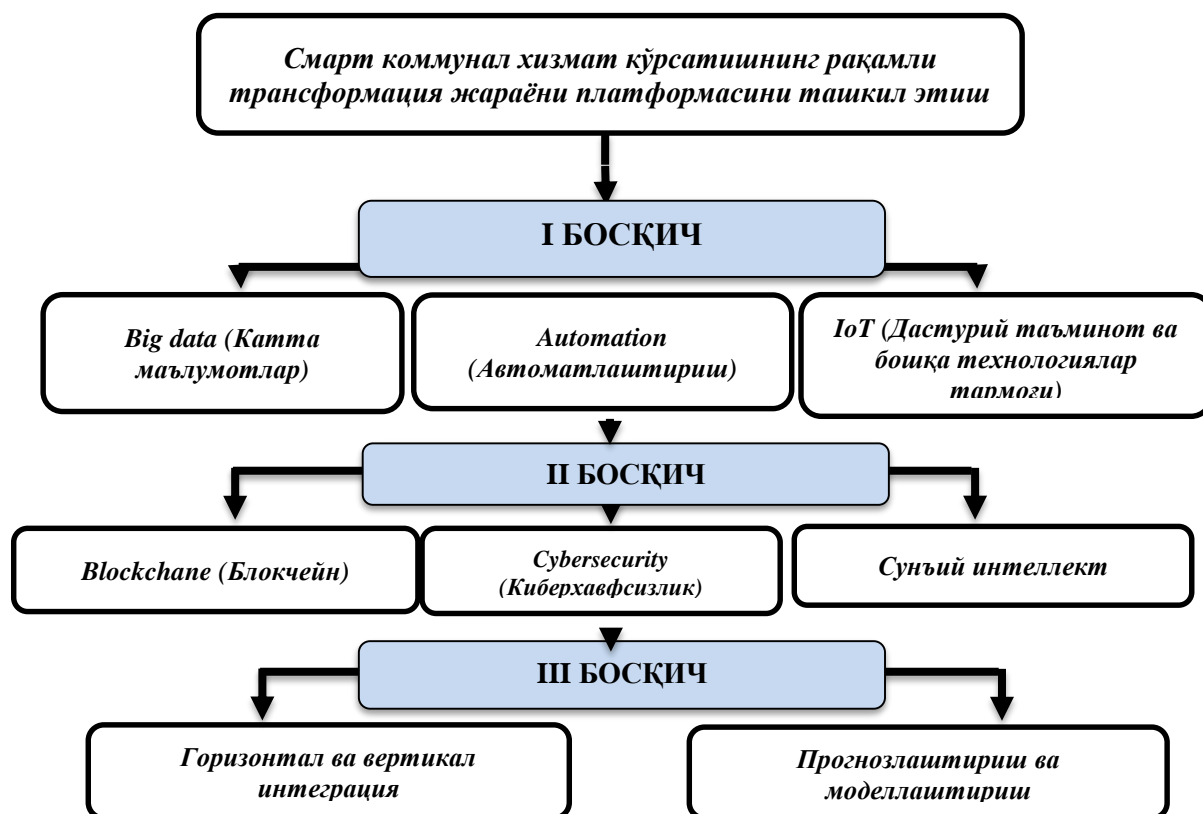 Смарт коммунал хизмат кўрсатишнинг рақамли
трансформация жараёни платформасини ташкил этиш
I БОСҚИЧ
Big data (Катта
маълумотлар)
Automation
(Автоматлаштириш)
IoT (Дастурий таъминот ва
бошқа технологиялар
тармоғи)
II БОСҚИЧ
Blockchane (Блокчейн)
Cybersecurity
(Киберхавфсизлик)
Сунъий интеллект
III БОСҚИЧ
Горизонтал ва вертикал
интеграция
Прогнозлаштириш ва
моделлаштириш